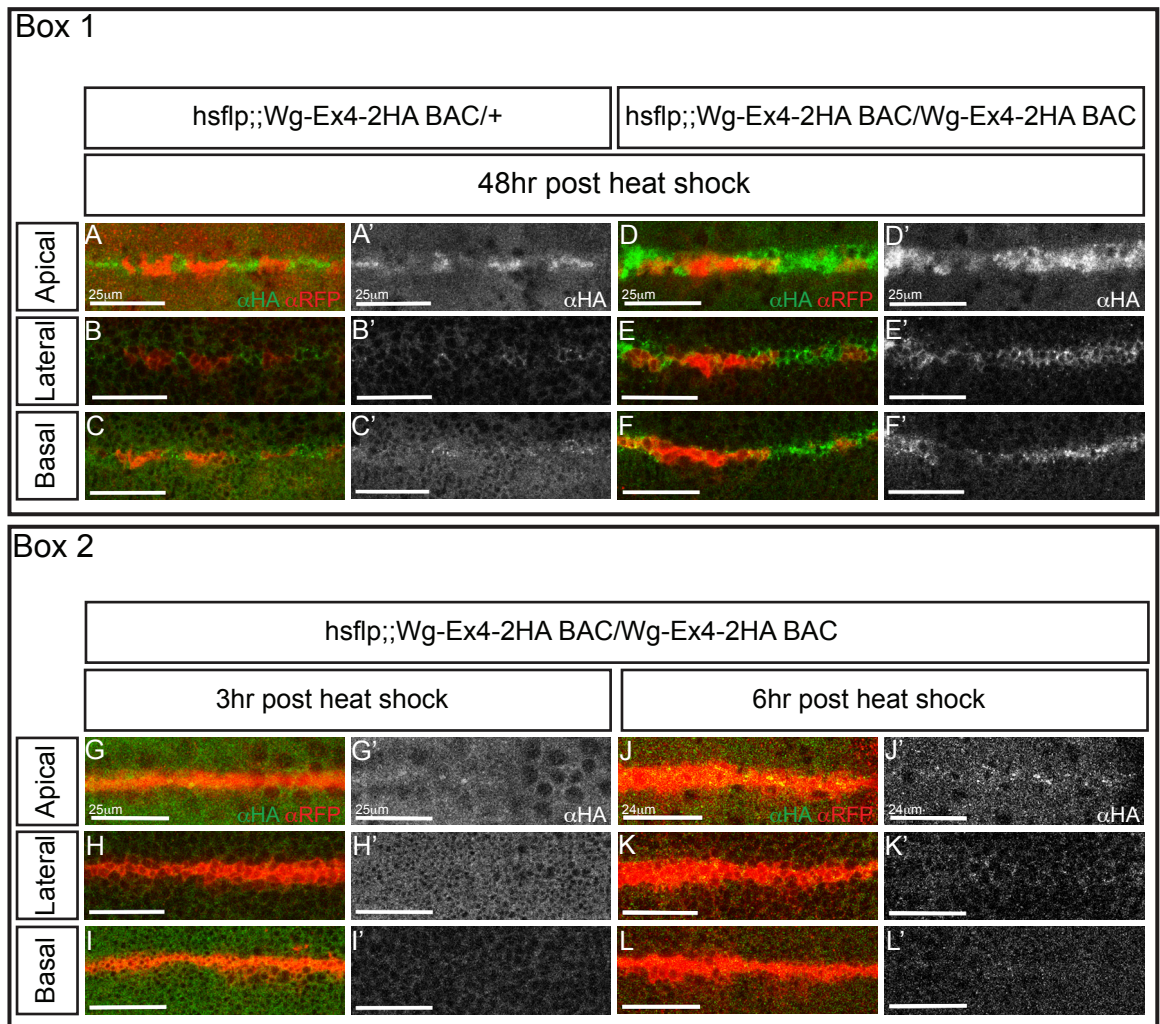 Box 1
hsflp;;Wg-Ex4-2HA BAC/+
hsflp;;Wg-Ex4-2HA BAC/Wg-Ex4-2HA BAC
48hr post heat shock
Apical
A
25µm
αHA αRFP
A’
αHA
D
25µm
αHA αRFP
D’
αHA
Lateral
B
B’
E
E’
Basal
C
C’
F
F’
Box 2
hsflp;;Wg-Ex4-2HA BAC/Wg-Ex4-2HA BAC
3hr post heat shock
6hr post heat shock
Apical
G
25µm
αHA αRFP
G’
25µm
αHA
J
24µm
αHA αRFP
J’
24µm
αHA
Lateral
H
H’
K
K’
Basal
I
I’
L
L’